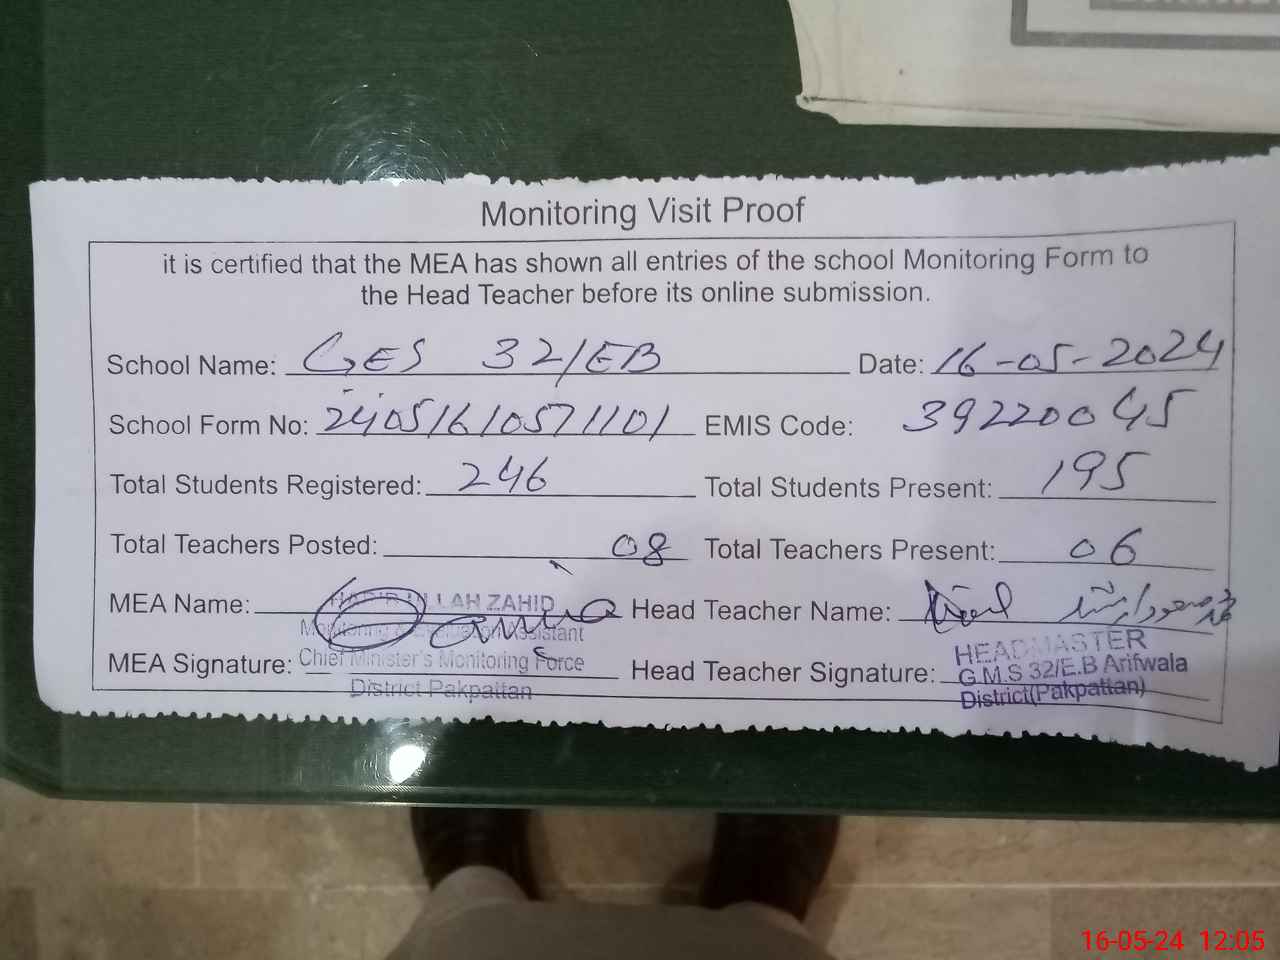 Monitoring Visit Proof
it is certified that the MEA has shown all entries of the school Monitoring Form to
the Head Teacher before its online submission.
School Name: GES 32/EB Date: 16-05-2024
School Form No: 24051610571101 EMIS Code: 39220045
Total Students Registered: 246 Total Students Present: 195
Total Teachers Posted: 08 Total Teachers Present: 06
MEA Name: HABIB ULLAH ZAHID Head Teacher Name:
Monitoring & Evaluation Assistant
MEA Signature: Chief Minister's Monitoring Force Head Teacher Signature: HEADMASTER
District Pakpattan
G.M.S 32/E.B Arifwala
District(Pakpattan)
16-05-24 12:05